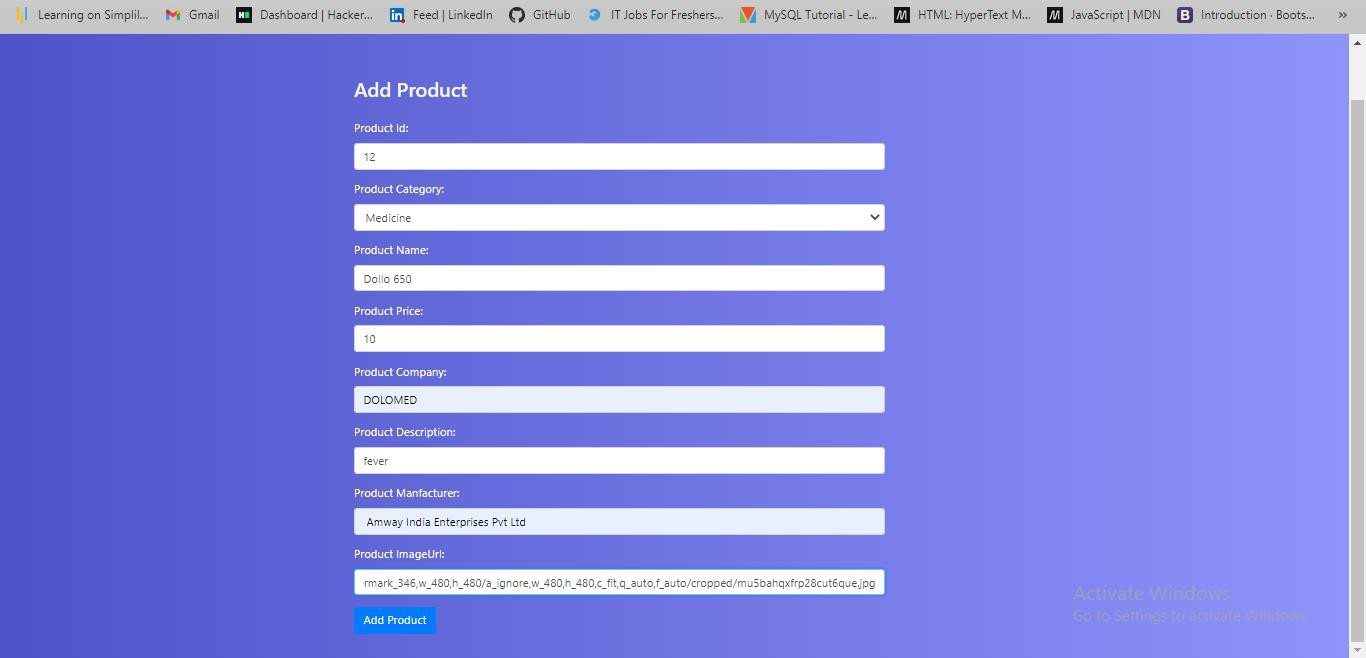 Learning on Simplil... Gmail Dashboard | Hacker... Feed | LinkedIn GitHub IT Jobs For Freshers... MySQL Tutorial - Le... HTML: HyperText M... JavaScript | MDN Introduction · Boots... »
Add Product
Product Id:
12
Product Category:
Medicine
Product Name:
Dollo 650
Product Price:
10
Product Company:
DOLOMED
Product Description:
fever
Product Manfacturer:
Amway India Enterprises Pvt Ltd
Product ImageUrl:
rmark_346,w_480,h_480/a_ignore,w_480,h_480,c_fit,q_auto,f_auto/cropped/mu5bahqxfrp28cut6que.jpg
Add Product
Activate Windows
Go to Settings to activate Windows.